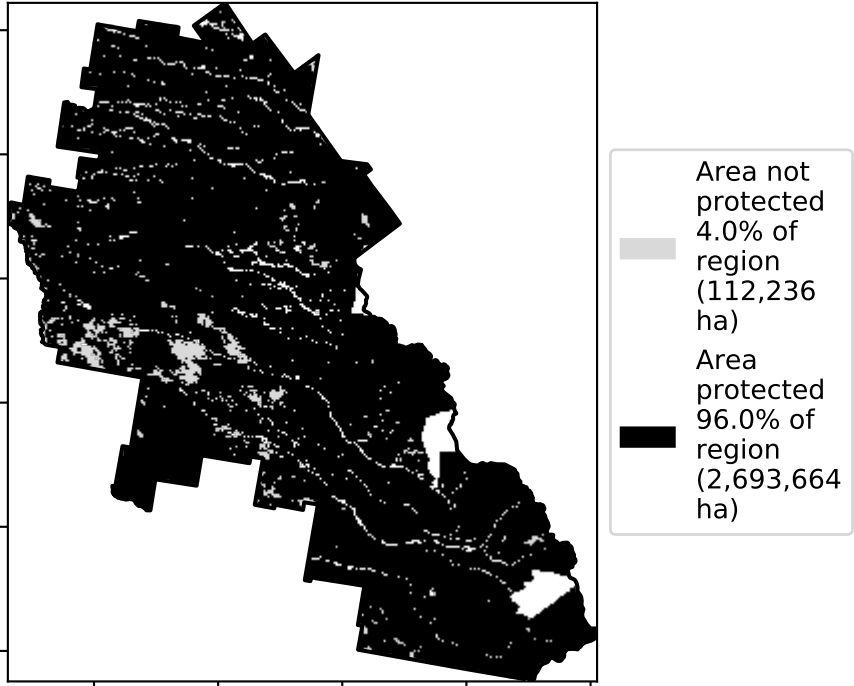 Area not
protected
4.0% of
region
(112,236
ha)
Area
protected
96.0% of
region
(2,693,664
ha)